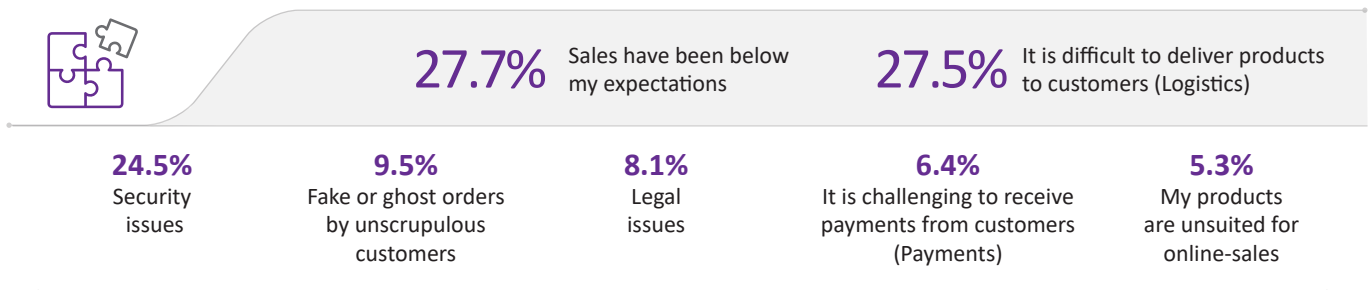 27.7%
Sales have been below
my expectations
27.5%
It is difficult to deliver products
to customers (Logistics)
24.5%
Security
issues
9.5%
Fake or ghost orders
by unscrupulous
customers
8.1%
Legal
issues
6.4%
It is challenging to receive
payments from customers
(Payments)
5.3%
My products
are unsuited for
online-sales